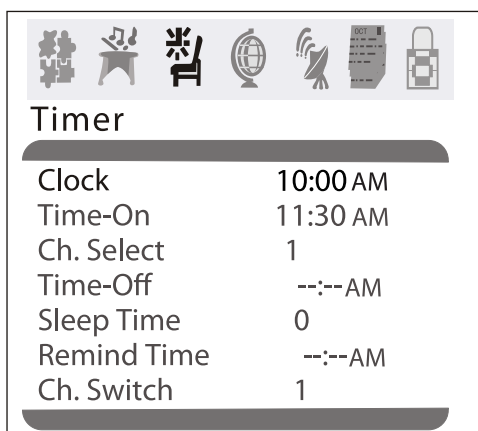 OCT
Timer
Clock 10:00 AM
Time-On 11:30 AM
Ch. Select 1
Time-Off --:-- AM
Sleep Time 0
Remind Time --:-- AM
Ch. Switch 1